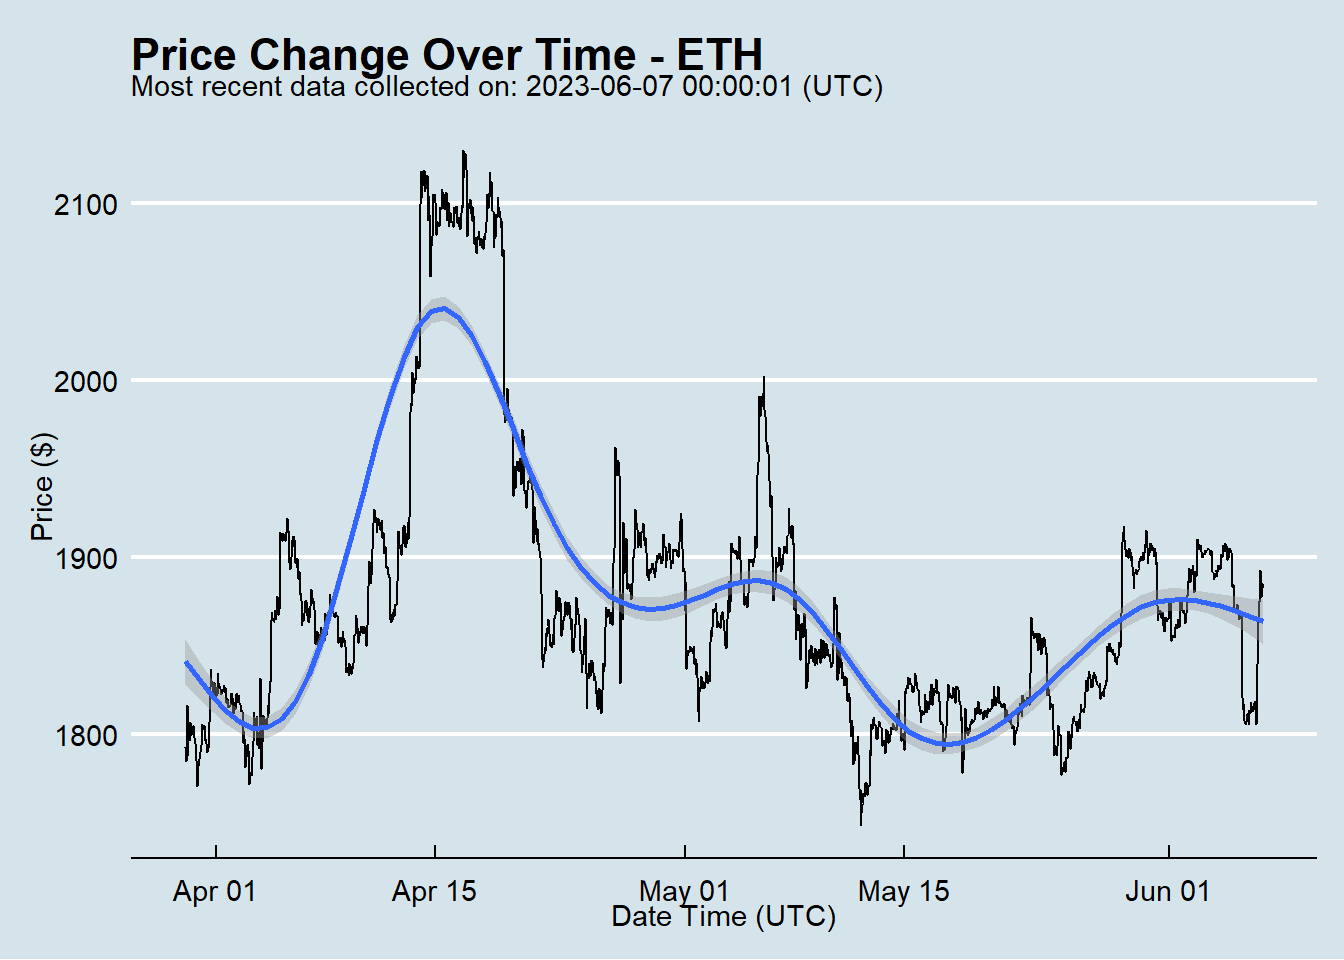 Price Change Over Time - ETH
Most recent data collected on: 2023-06-07 00:00:01 (UTC)
Price ($)
2100
2000
1900
1800
Apr 01
Apr 15
May 01
May 15
Jun 01
Date Time (UTC)